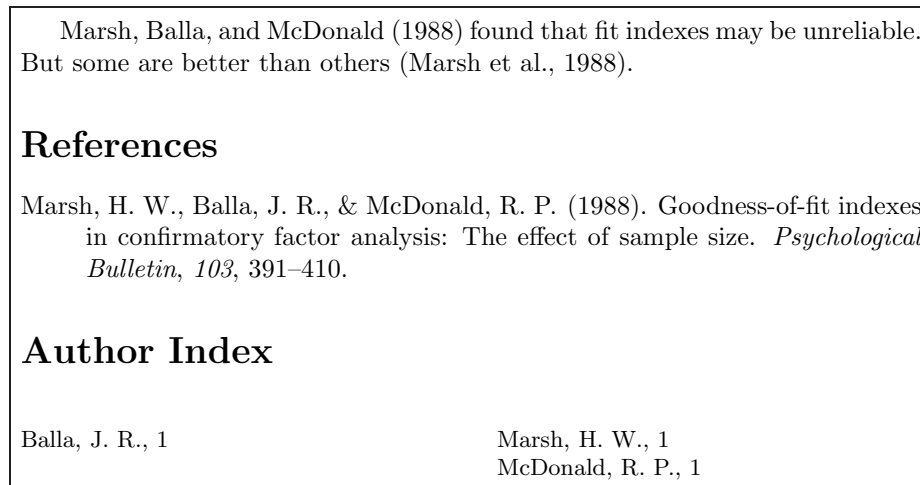 Marsh, Balla, and McDonald (1988) found that fit indexes may be unreliable.
But some are better than others (Marsh et al., 1988).
References
Marsh, H. W., Balla, J. R., & McDonald, R. P. (1988). Goodness-of-fit indexes
in confirmatory factor analysis: The effect of sample size. Psychological
Bulletin, 103, 391–410.
Author Index
Balla, J. R., 1
Marsh, H. W., 1
McDonald, R. P., 1